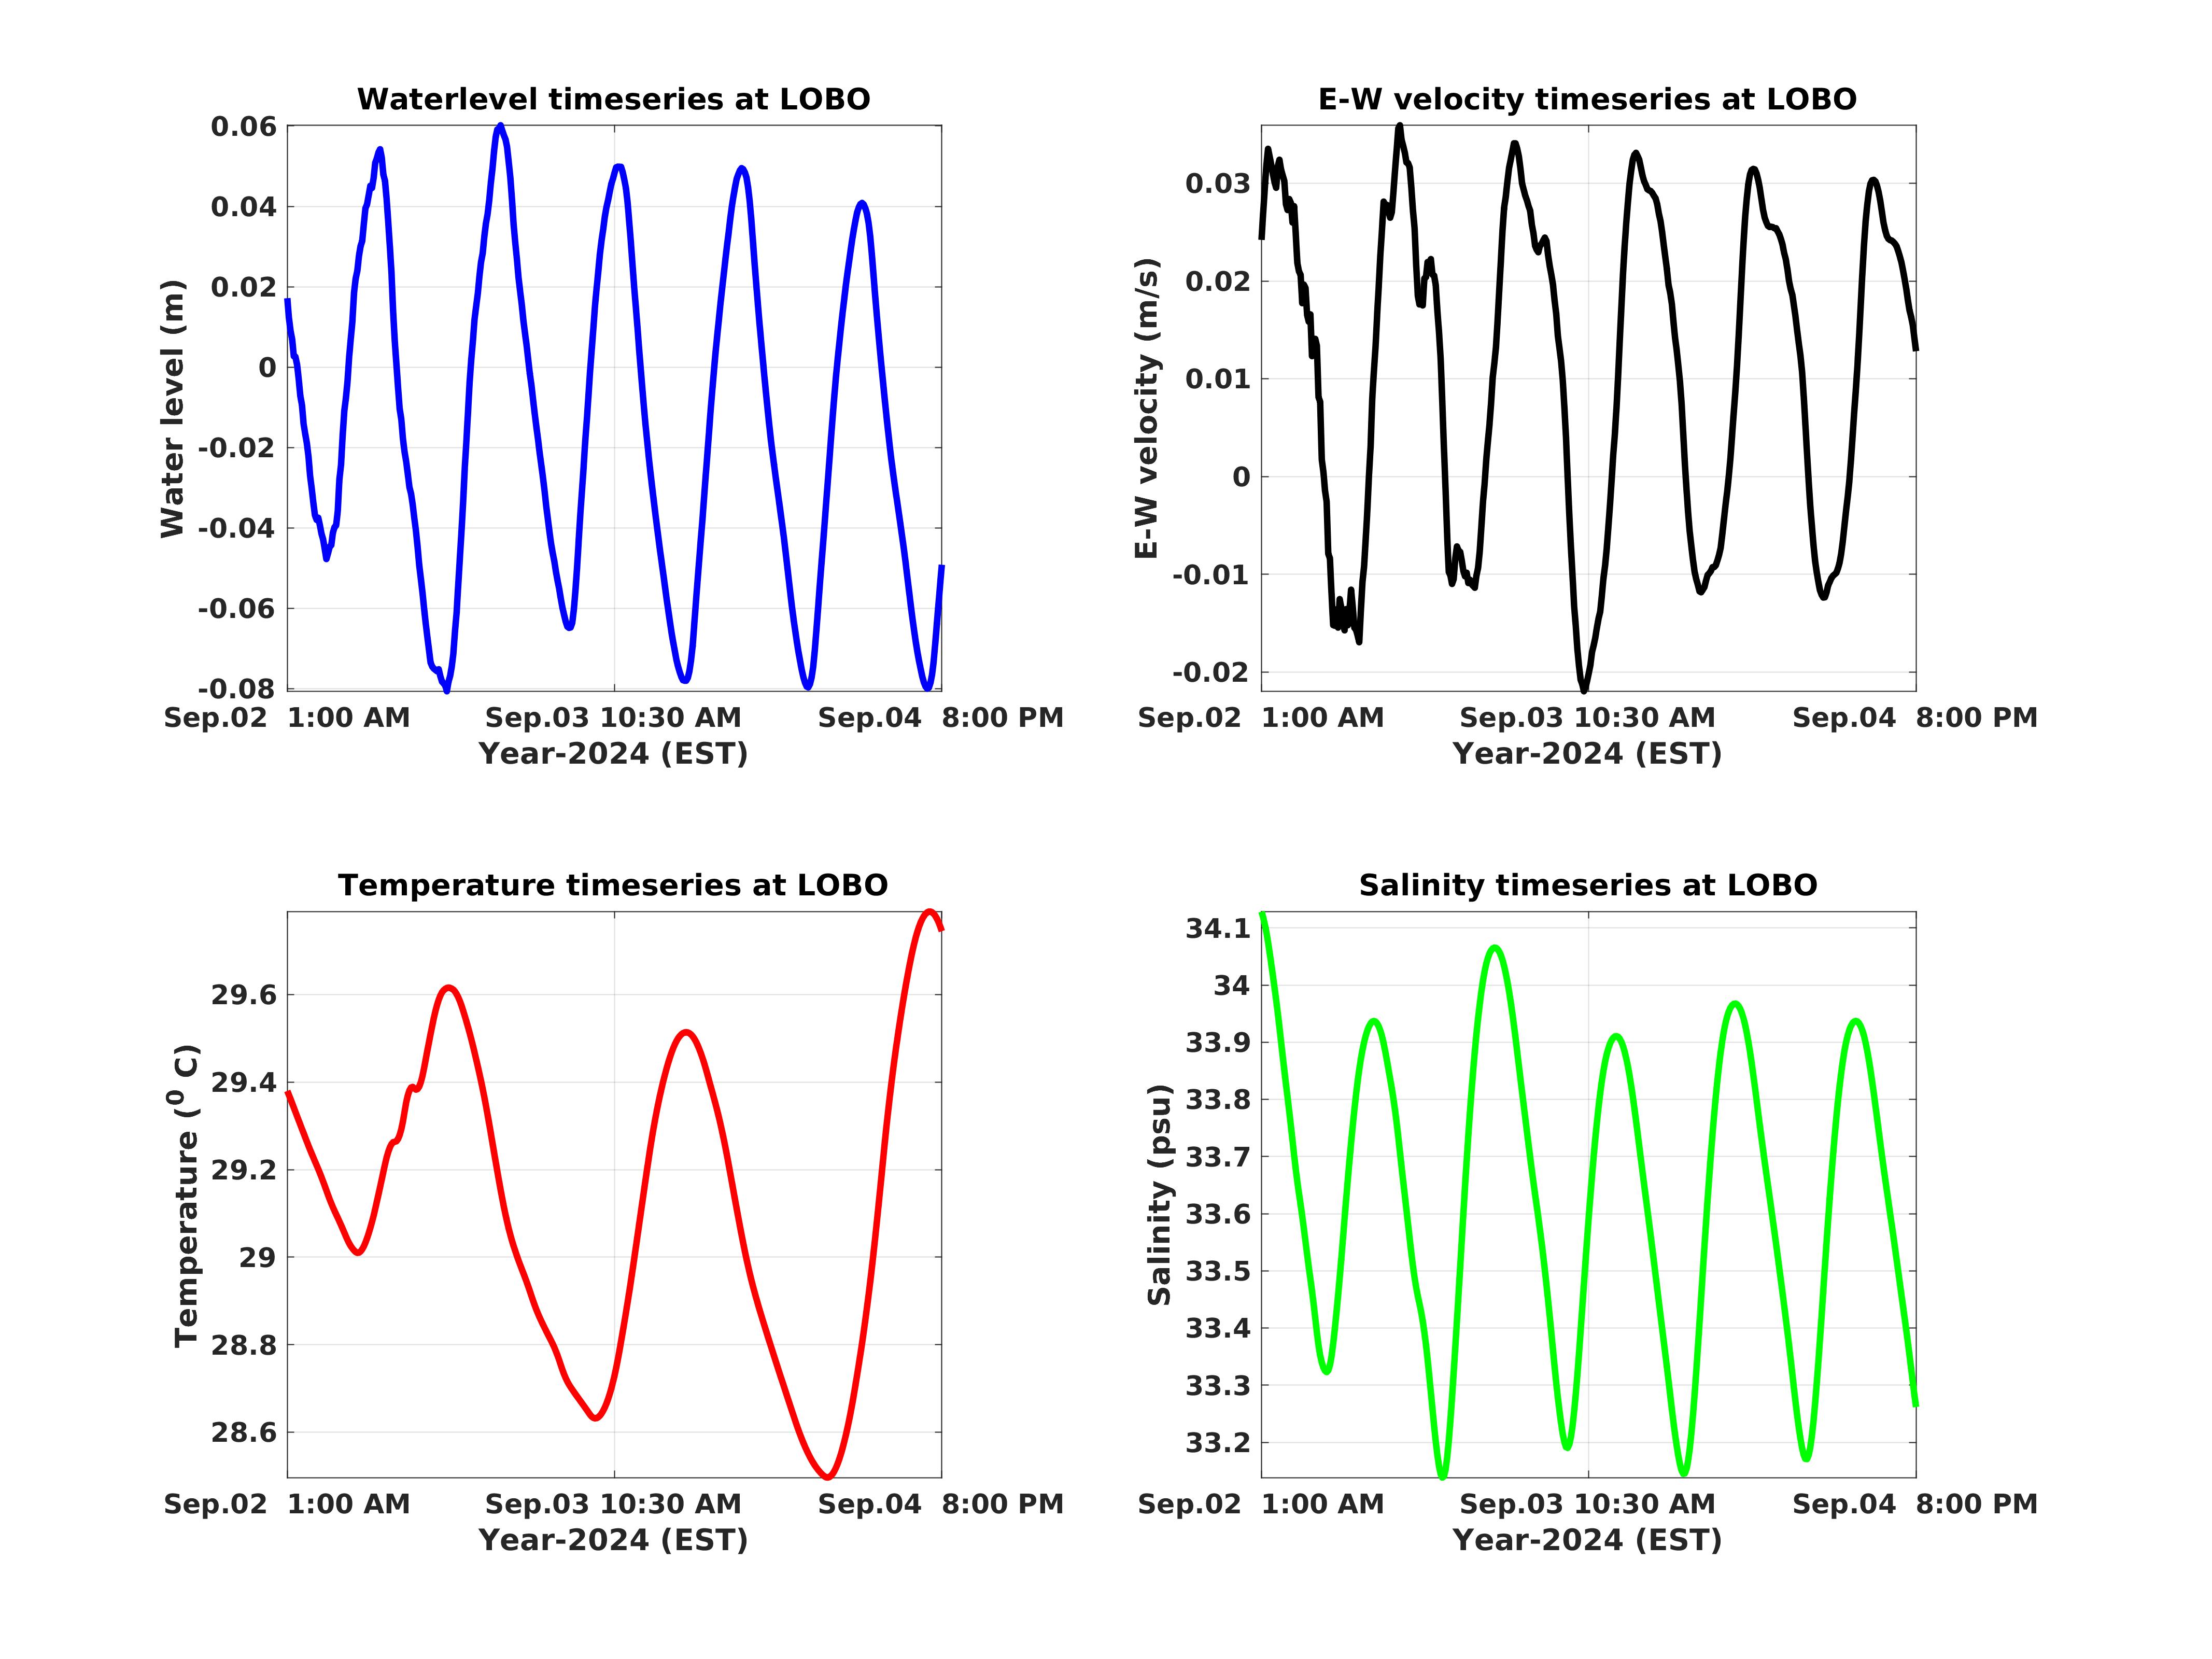 Waterlevel timeseries at LOBO
0.06
0.04
0.02
0
-0.02
-0.04
-0.06
-0.08
Water level (m)
Sep.02 1:00 AM Sep.03 10:30 AM Sep.04 8:00 PM
Year-2024 (EST)
E-W velocity timeseries at LOBO
0.03
0.02
0.01
0
-0.01
-0.02
E-W velocity (m/s)
Sep.02 1:00 AM Sep.03 10:30 AM Sep.04 8:00 PM
Year-2024 (EST)
Temperature timeseries at LOBO
29.6
29.4
29.2
29
28.8
28.6
Temperature (⁰ C)
Sep.02 1:00 AM Sep.03 10:30 AM Sep.04 8:00 PM
Year-2024 (EST)
Salinity timeseries at LOBO
34.1
34
33.9
33.8
33.7
33.6
33.5
33.4
33.3
33.2
Salinity (psu)
Sep.02 1:00 AM Sep.03 10:30 AM Sep.04 8:00 PM
Year-2024 (EST)